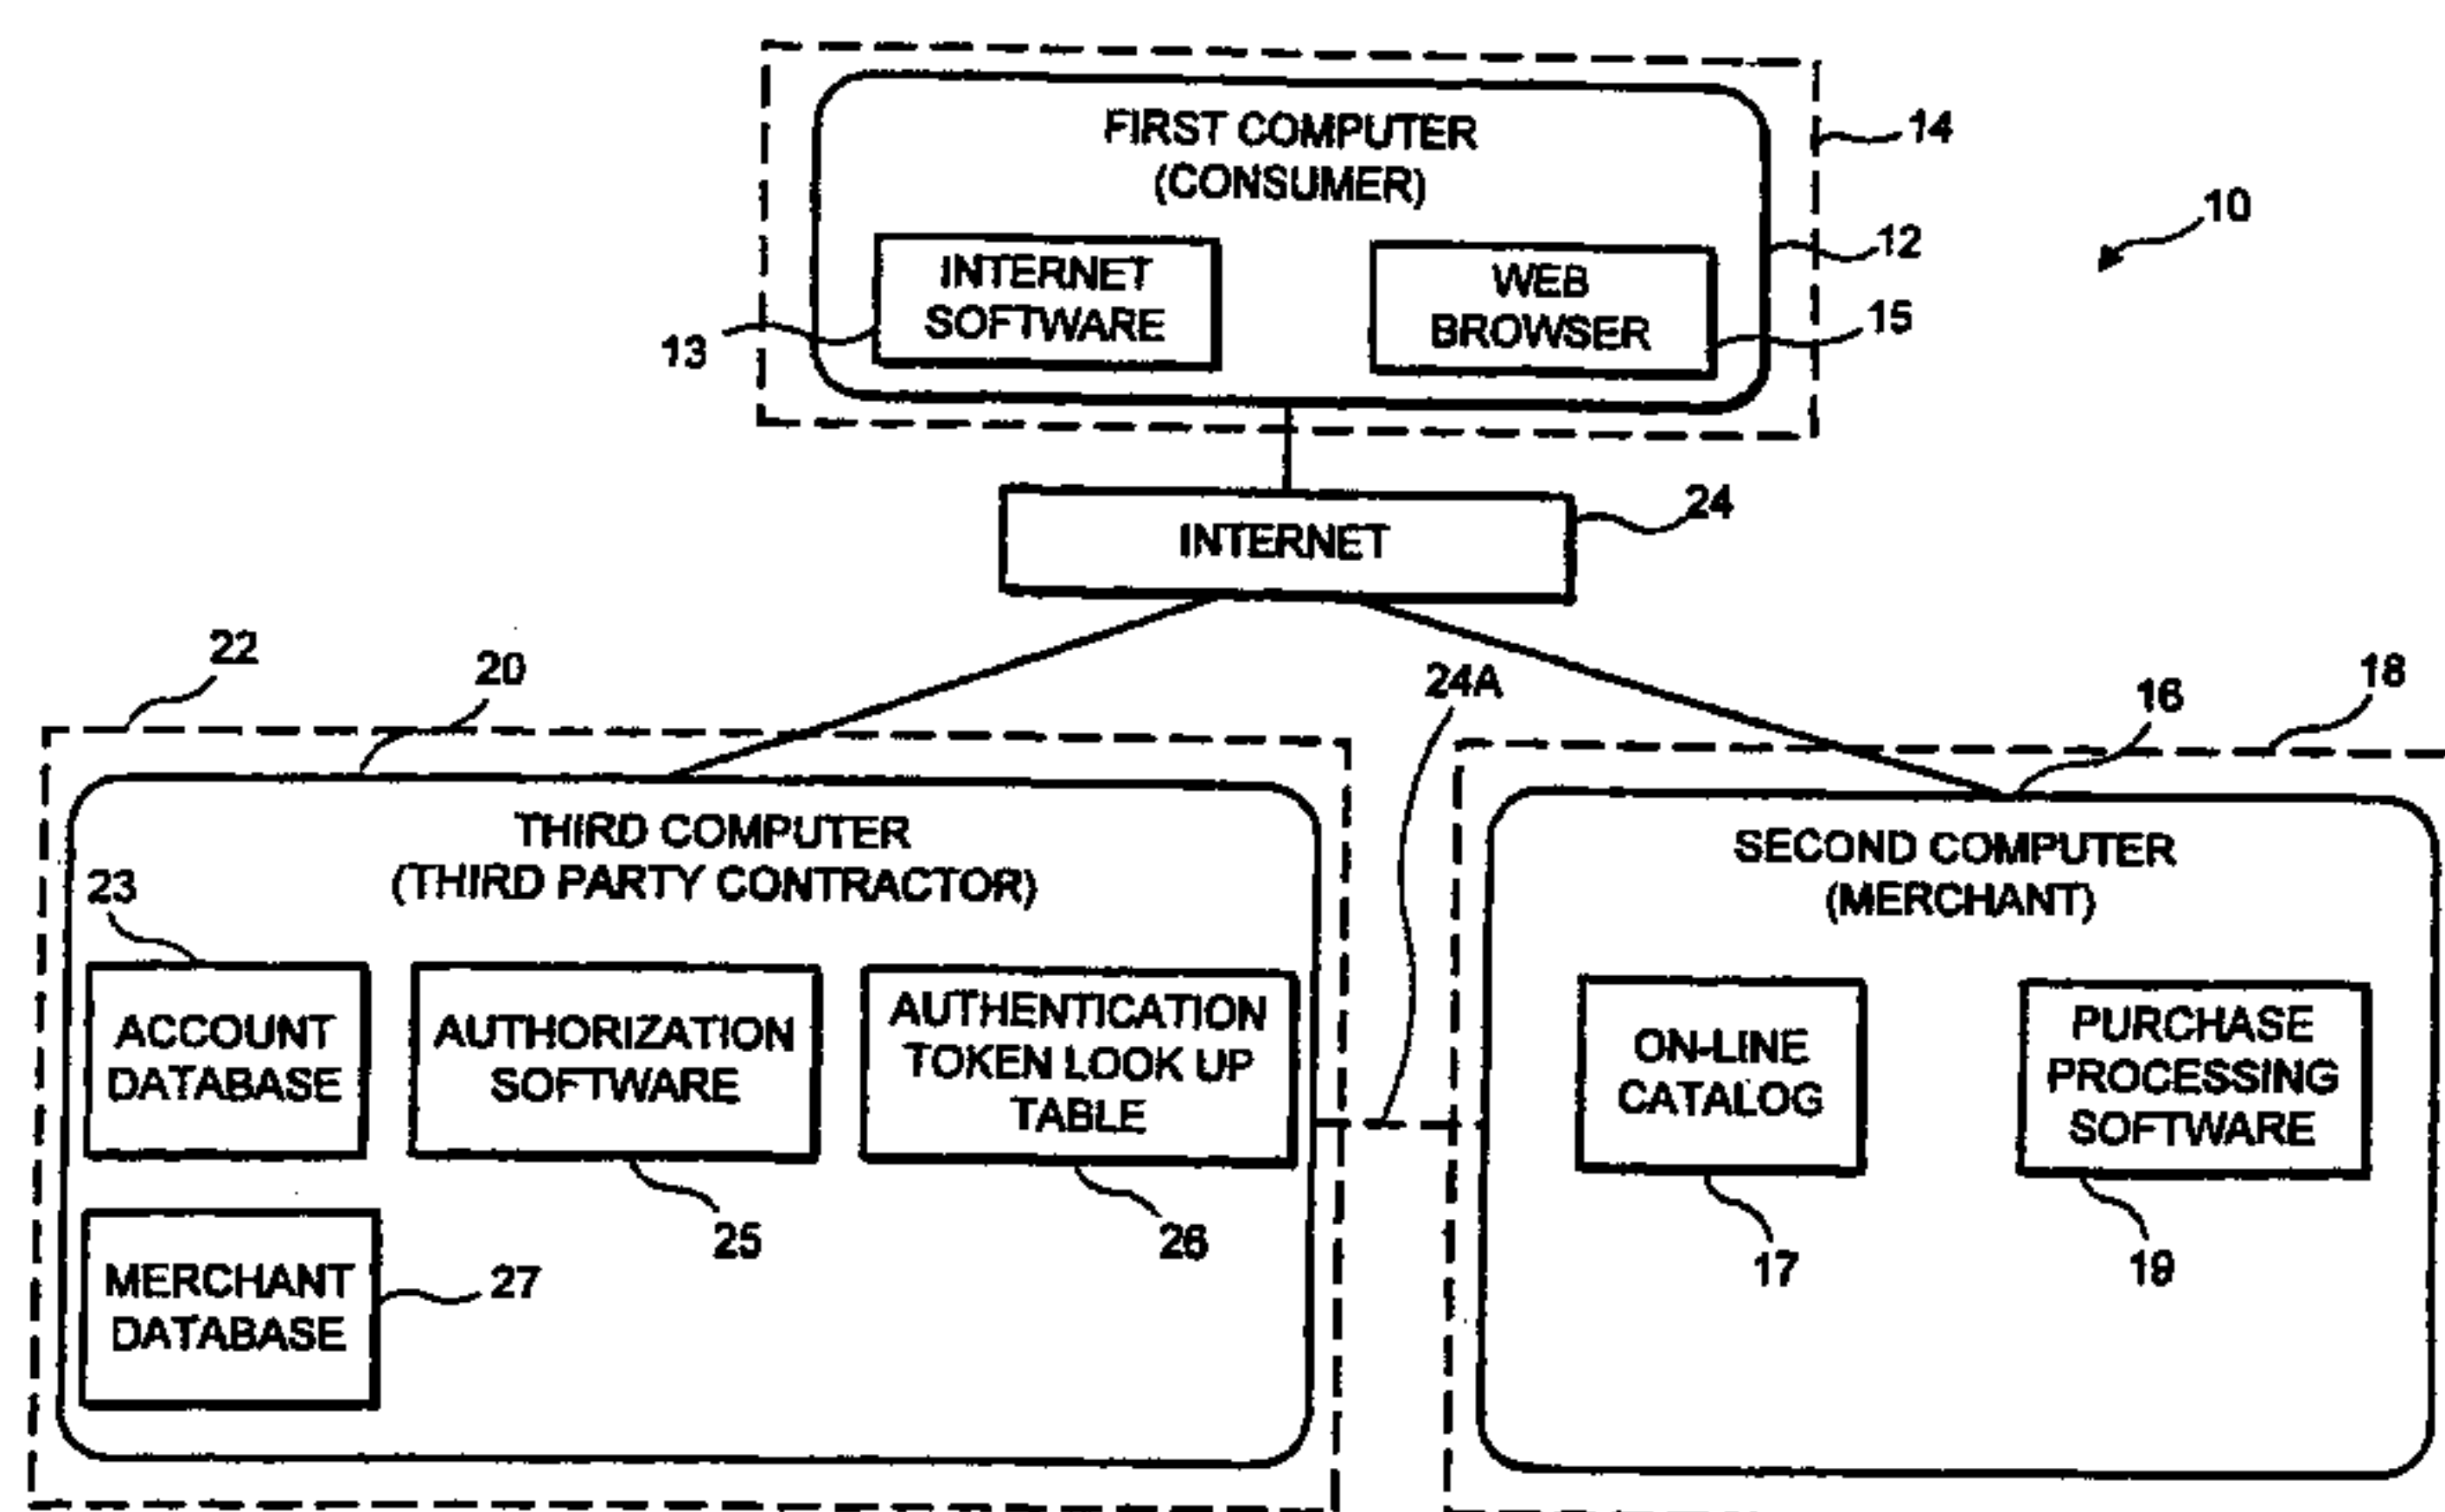 FIRST COMPUTER
(CONSUMER)
14
10
12
INTERNET
SOFTWARE
WEB
BROWSER
13
15
24
INTERNET
22
20
24A
16
18
THIRD COMPUTER
(THIRD PARTY CONTRACTOR)
SECOND COMPUTER
(MERCHANT)
23
ACCOUNT
DATABASE
AUTHORIZATION
SOFTWARE
AUTHENTICATION
TOKEN LOOK UP
TABLE
ON-LINE
CATALOG
PURCHASE
PROCESSING
SOFTWARE
25
26
17
19
MERCHANT
DATABASE
27